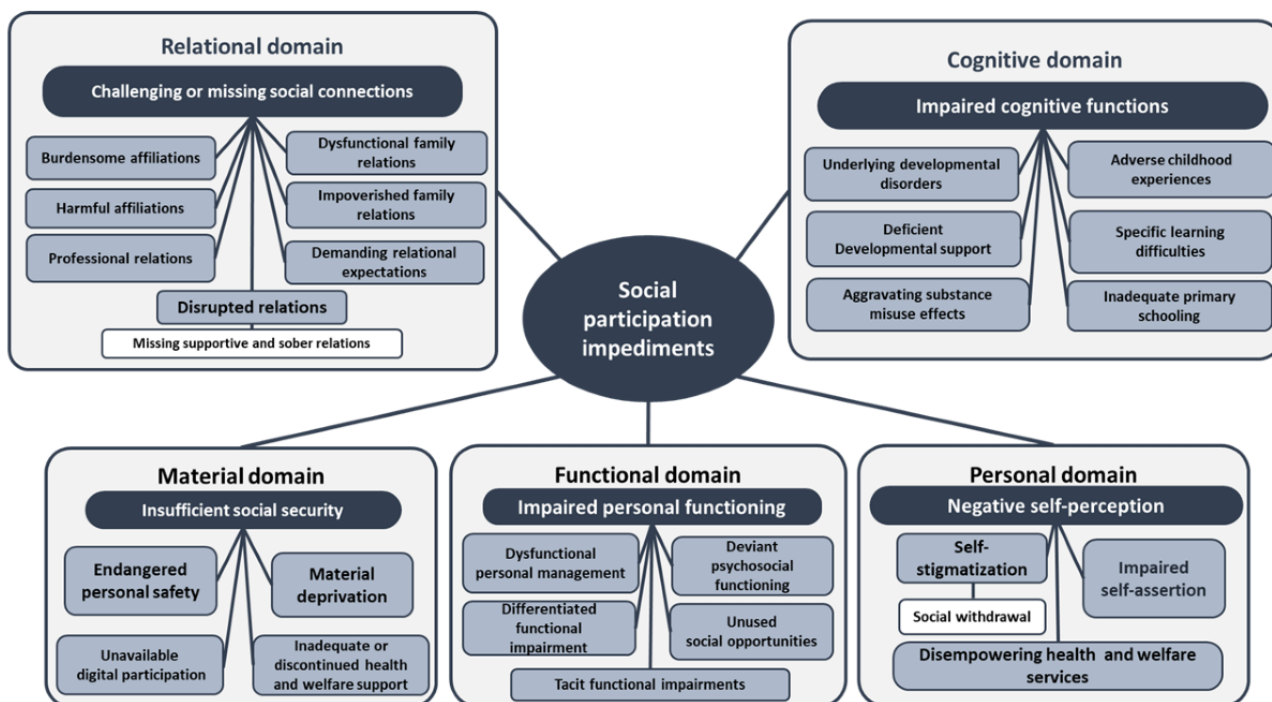 Relational domain
Challenging or missing social connections
Burdensome affiliations
Dysfunctional family
relations
Harmful affiliations
Impoverished family
relations
Professional relations
Demanding relational
expectations
Disrupted relations
Missing supportive and sober relations
Cognitive domain
Impaired cognitive functions
Underlying developmental
disorders
Adverse childhood
experiences
Deficient
Developmental support
Specific learning
difficulties
Aggravating substance
misuse effects
Inadequate primary
schooling
Social
participation
impediments
Material domain
Insufficient social security
Endangered
personal safety
Material
deprivation
Unavailable
digital participation
Inadequate or
discontinued health
and welfare support
Functional domain
Impaired personal functioning
Dysfunctional
personal management
Deviant
psychosocial
functioning
Differentiated
functional
impairment
Unused
social opportunities
Tacit functional impairments
Personal domain
Negative self-perception
Self-
stigmatization
Social withdrawal
Impaired
self-assertion
Disempowering health and welfare
services